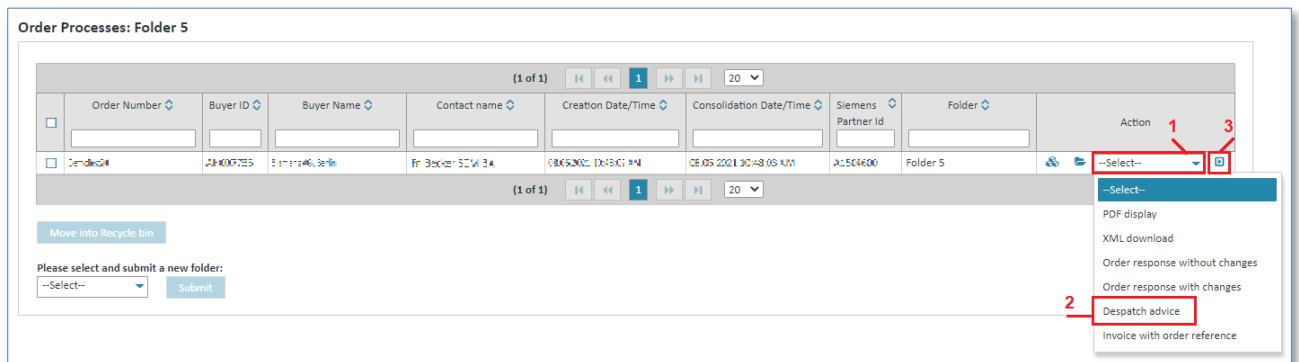 Order Processes: Folder 5
(1 of 1) 1 20
Order Number Buyer ID Buyer Name Contact name Creation Date/Time Consolidation Date/Time Siemens Partner Id Folder Action
1 3
Folder 5 --Select--
(1 of 1) 1 20
--Select--
PDF display
Move into Recycle bin
XML download
Order response without changes
Please select and submit a new folder:
--Select-- Submit
Order response with changes
2 Despatch advice
Invoice with order reference